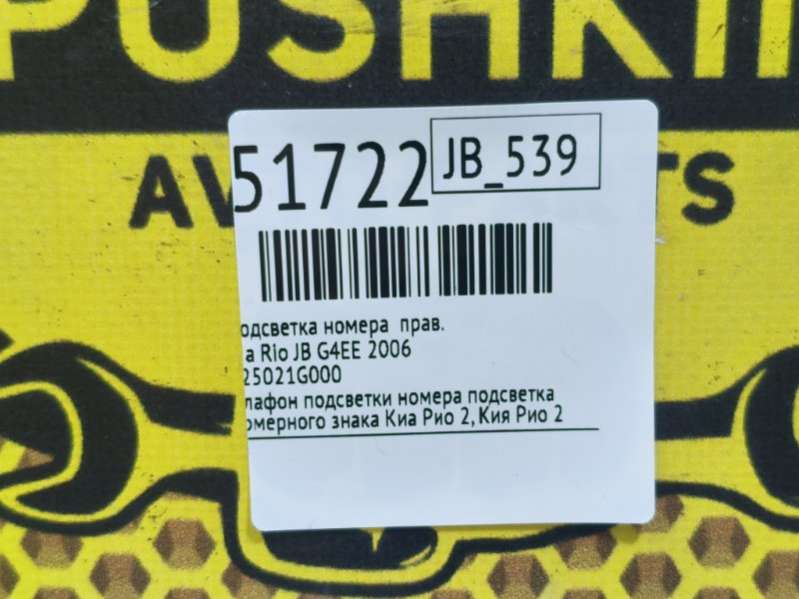 PUSHKI
AV TS
51722 JB_539
одсветка номера прав.
a Rio JB G4EE 2006
25021G000
лафон подсветки номера подсветка
омерного знака Киа Рио 2, Кия Рио 2